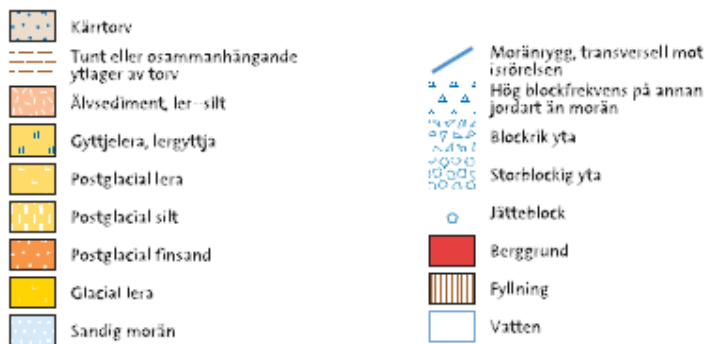 Kärrtorv
Tunt eller osammanhängande
ytlager av torv
Älvsediment, ler--silt
Gyttjelera, lergyttja
Postglacial lera
Postglacial silt
Postglacial finsand
Glacial lera
Sandig morän
Moränrygg, transversell mot
isrörelsen
Hög blockfrekvens på annan
jordart än morän
Blockrik yta
Storblockig yta
Jätteblock
Berggrund
Fyllning
Vatten